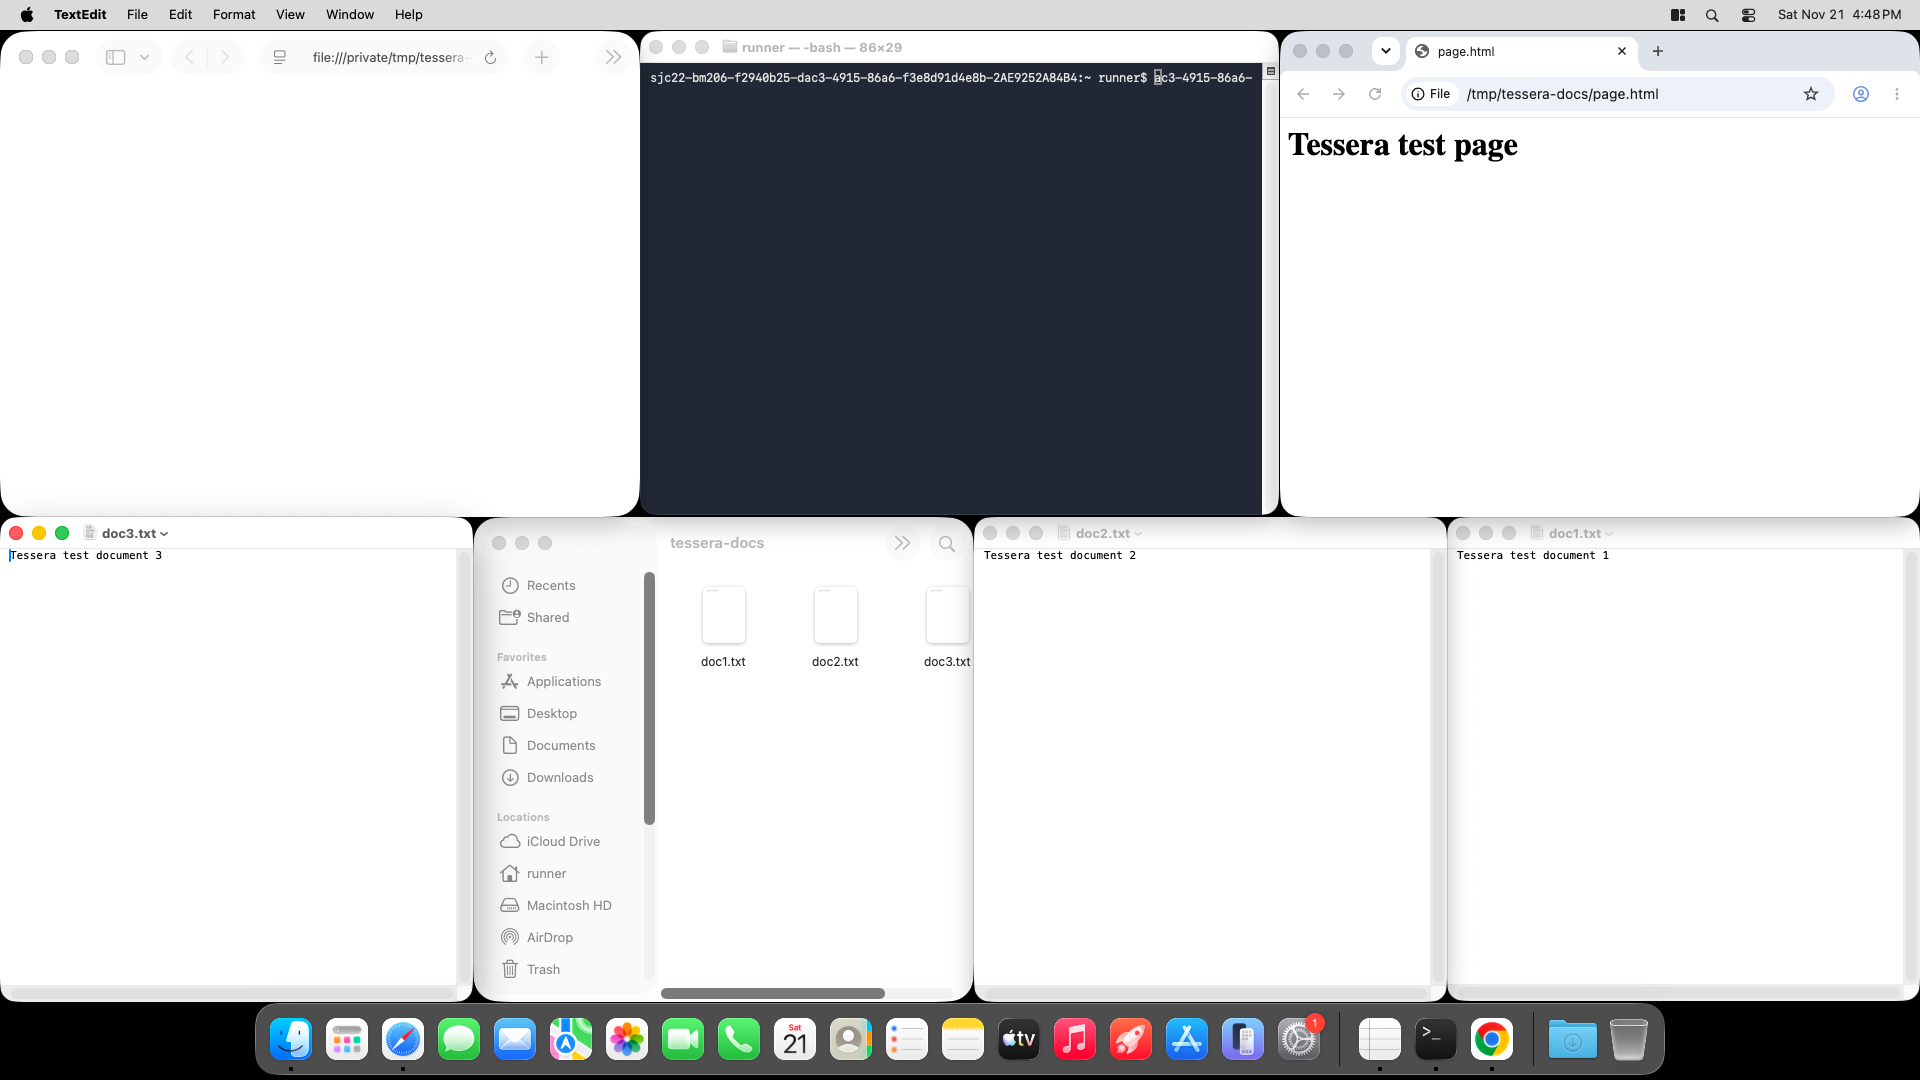 TextEdit File Edit Format View Window Help Sat Nov 21 4:48 PM
file:///private/tmp/tessera-
runner — -bash — 86×29
sjc22-bm206-f2940b25-dac3-4915-86a6-f3e8d91d4e8b-2AE9252A84B4:~ runner$ ac3-4915-86a6-
page.html
File /tmp/tessera-docs/page.html
Tessera test page
doc3.txt
Tessera test document 3
tessera-docs
Recents
Shared
Favorites
Applications
Desktop
Documents
Downloads
Locations
iCloud Drive
runner
Macintosh HD
AirDrop
Trash
doc1.txt doc2.txt doc3.txt
doc2.txt
Tessera test document 2
doc1.txt
Tessera test document 1
Sat
21
tv
1